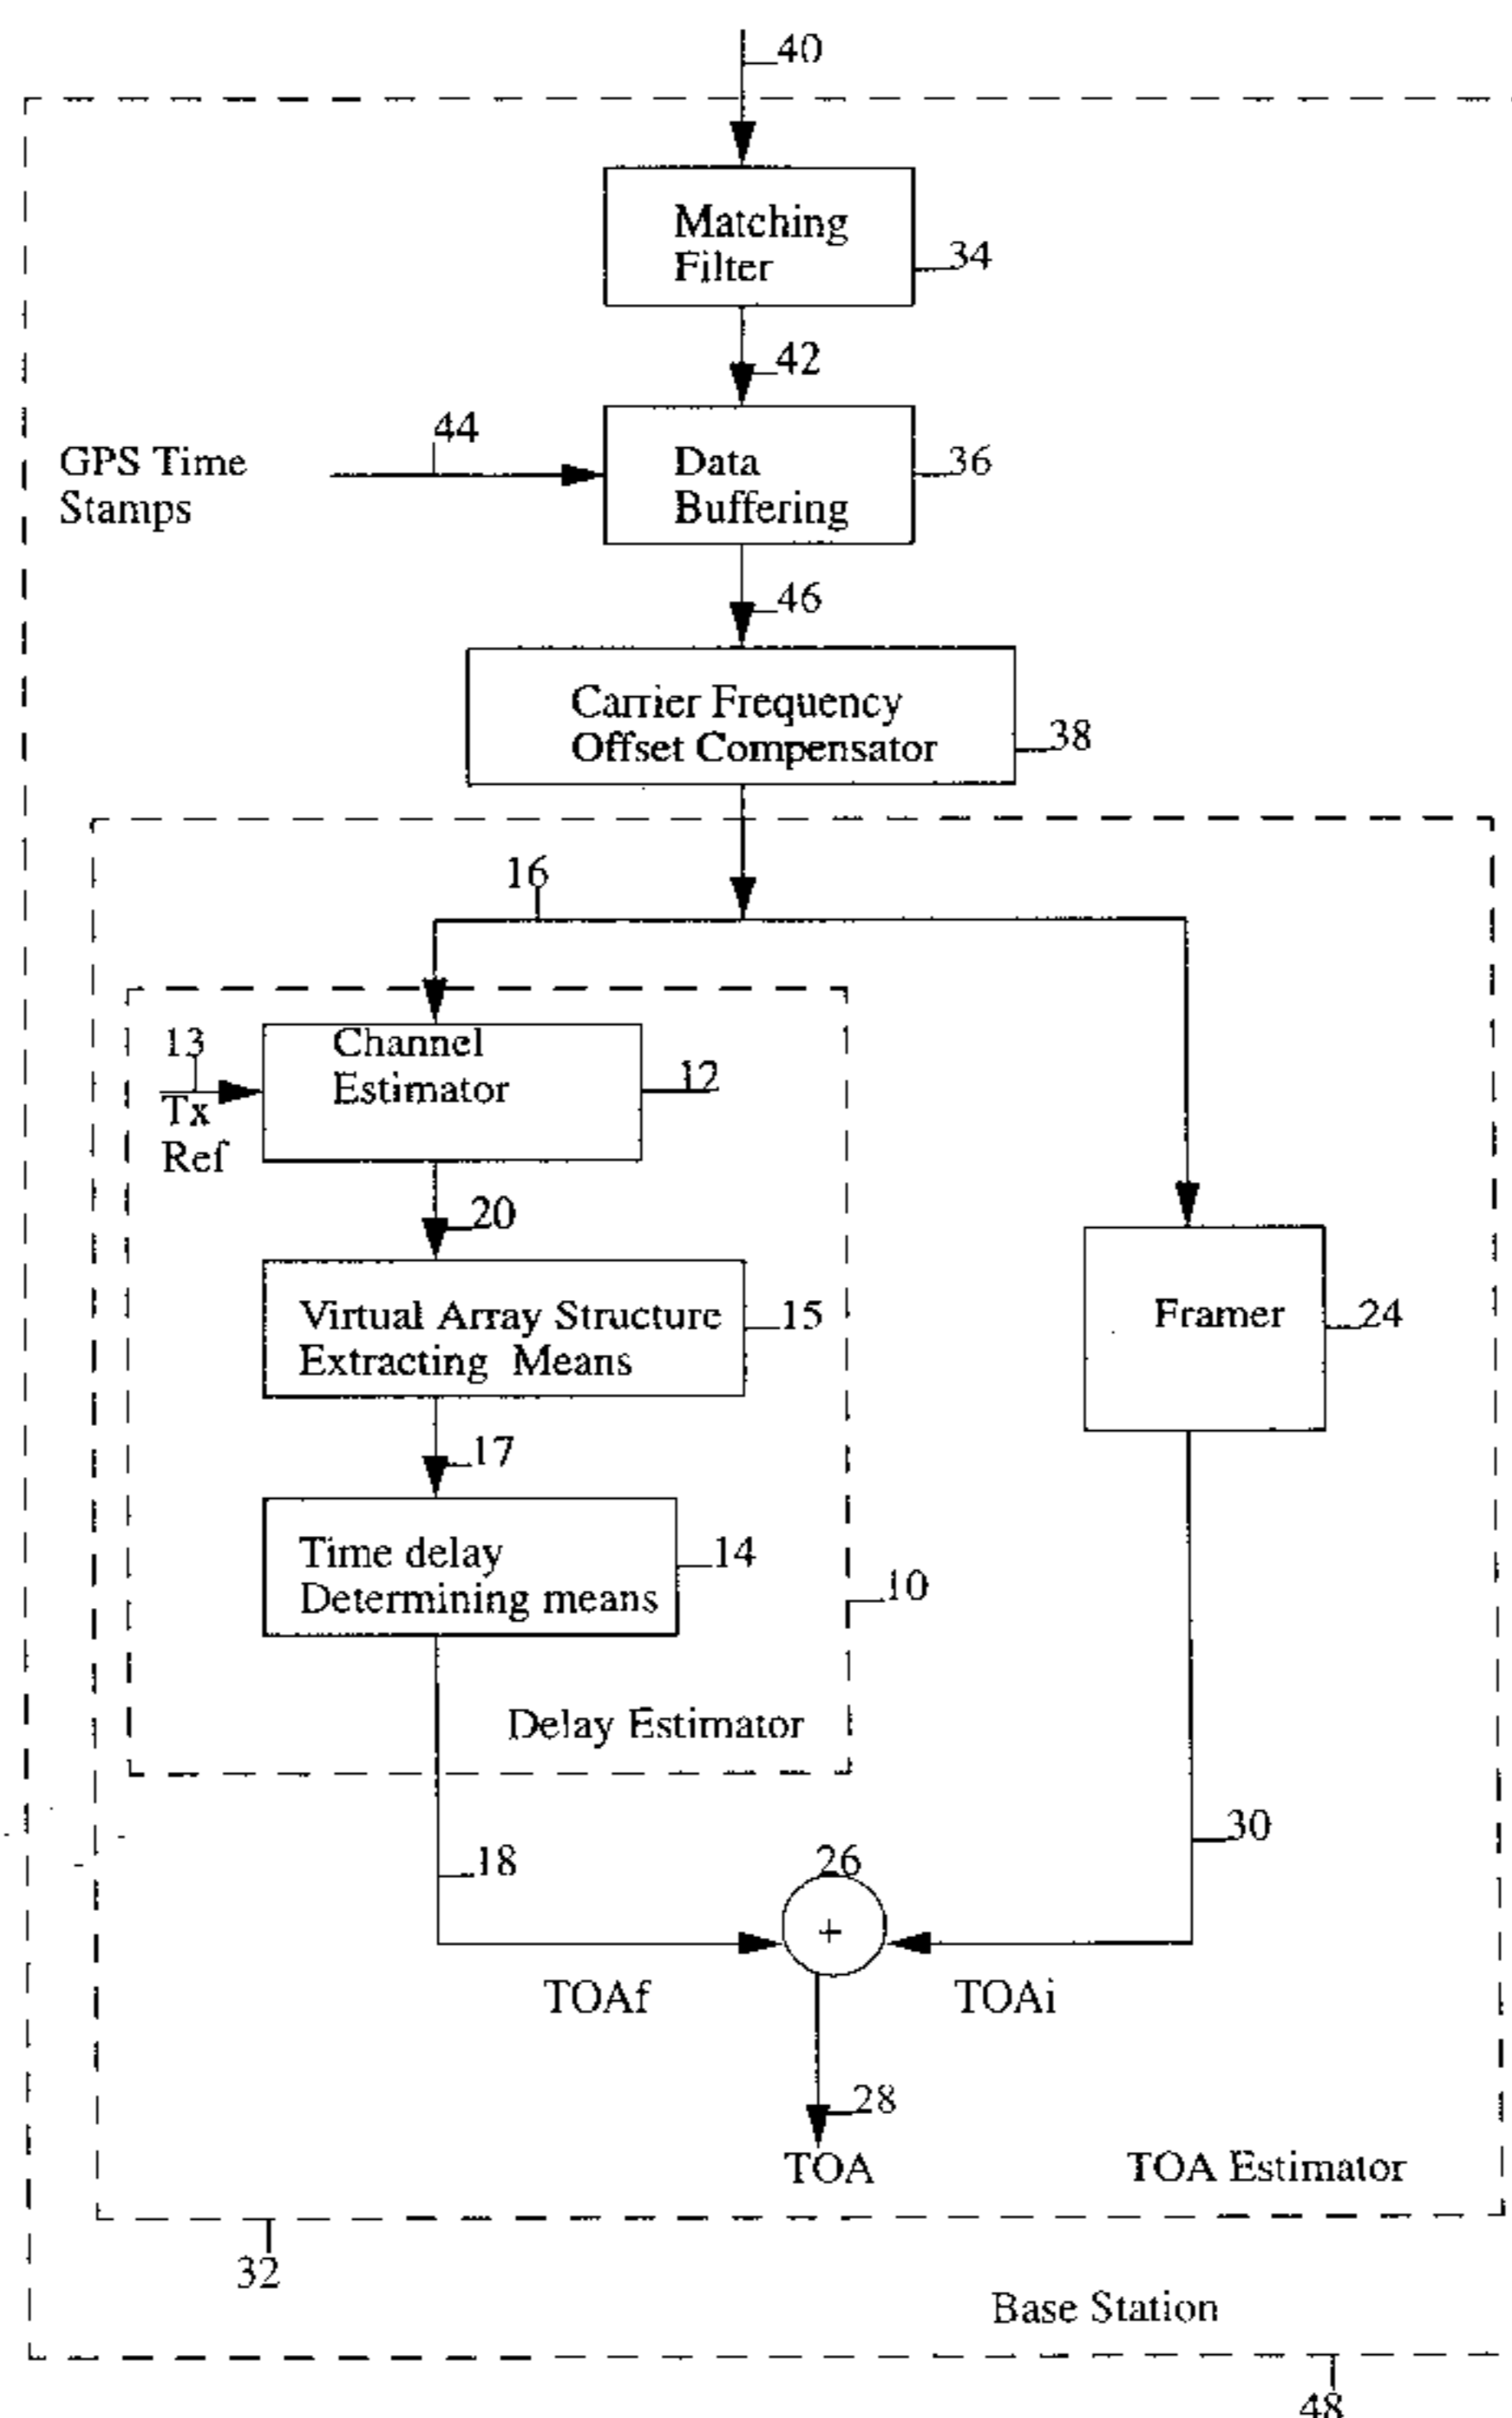 40
Matching
Filter
34
42
44
GPS Time
Stamps
Data
Buffering
36
46
Carrier Frequency
Offset Compensator
38
16
13
Tx
Ref
Channel
Estimator
12
20
Virtual Array Structure
Extracting Means
15
Framer
24
17
Time delay
Determining means
14
10
Delay Estimator
18
26
+
30
TOAf
TOAi
28
TOA
TOA Estimator
32
Base Station
48